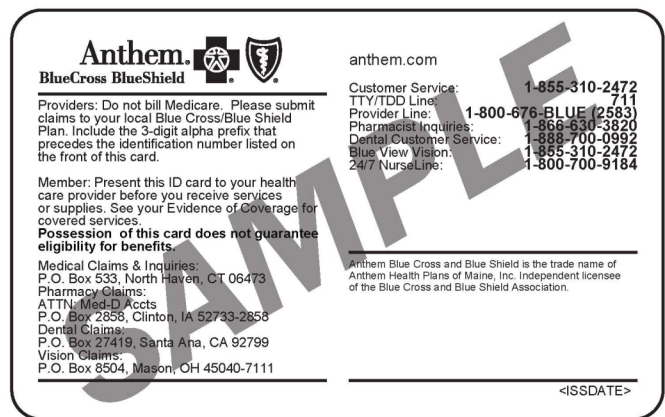 Anthem.
BlueCross BlueShield
Providers: Do not bill Medicare. Please submit
claims to your local Blue Cross/Blue Shield
Plan. Include the 3-digit alpha prefix that
precedes the identification number listed on
the front of this card.
Member: Present this ID card to your health
care provider before you receive services
or supplies. See your Evidence of Coverage for
covered services.
Possession of this card does not guarantee
eligibility for benefits.
Medical Claims & Inquiries:
P.O. Box 533, North Haven, CT 06473
Pharmacy Claims:
ATTN: Med-D Accts
P.O. Box 2858, Clinton, IA 52733-2858
Dental Claims:
P.O. Box 27419, Santa Ana, CA 92799
Vision Claims:
P.O. Box 8504, Mason, OH 45040-7111
anthem.com
Customer Service: 1-855-310-2472
TTY/TDD Line: 711
Provider Line: 1-800-676-BLUE (2583)
Pharmacist Inquiries: 1-866-630-3820
Dental Customer Service: 1-888-700-0992
Blue View Vision: 1-855-310-2472
24/7 NurseLine: 1-800-700-9184
Anthem Blue Cross and Blue Shield is the trade name of
Anthem Health Plans of Maine, Inc. Independent licensee
of the Blue Cross and Blue Shield Association.
<ISSDATE>
SAMPLE